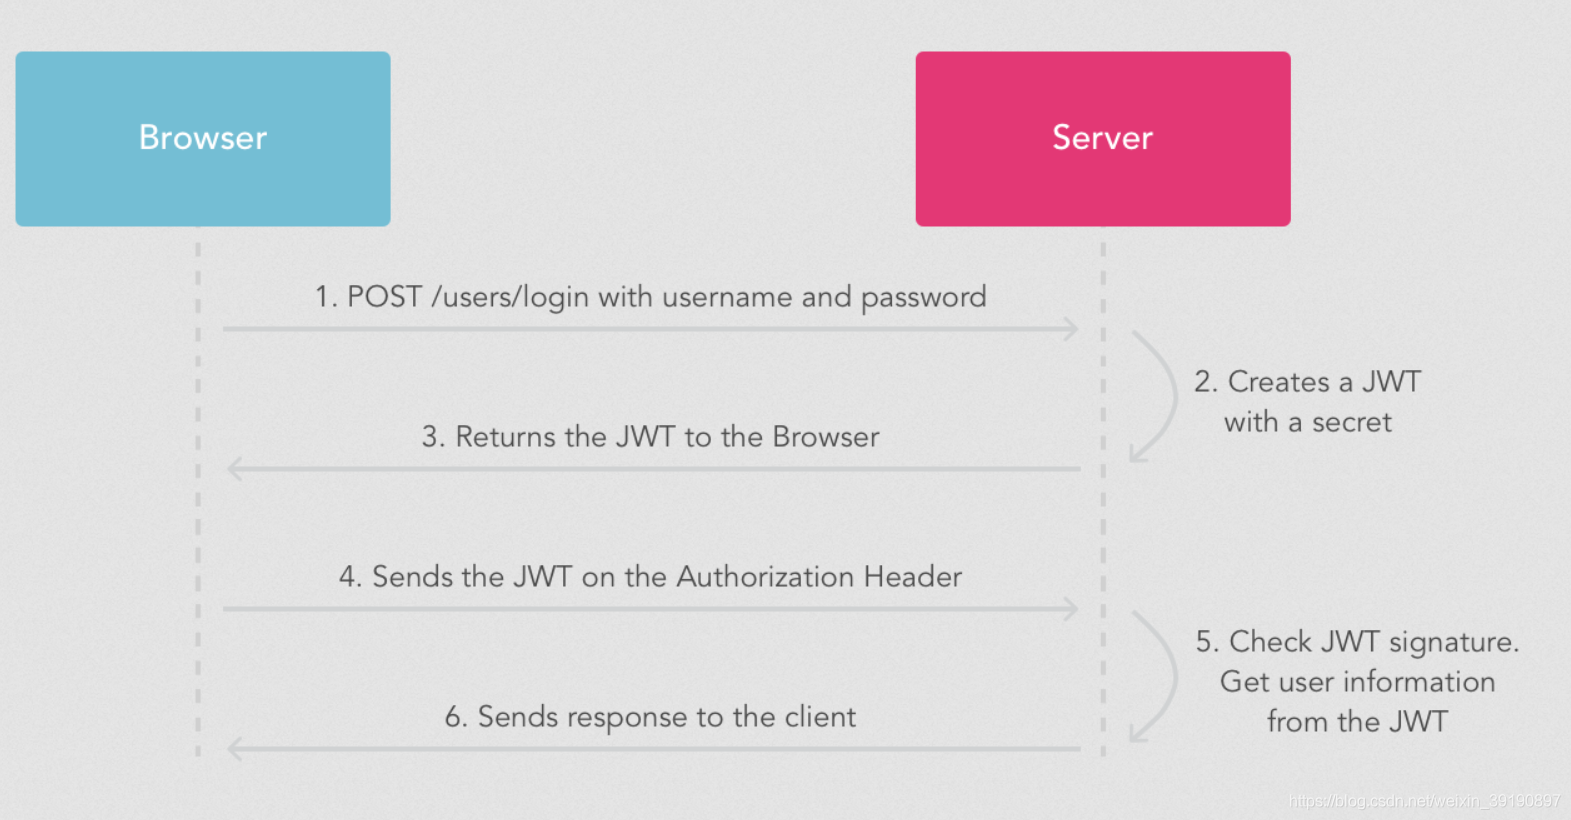 Browser
Server
1. POST /users/login with username and password
2. Creates a JWT
with a secret
3. Returns the JWT to the Browser
4. Sends the JWT on the Authorization Header
5. Check JWT signature.
Get user information
from the JWT
6. Sends response to the client
https://blog.csdn.net/weixin_39190897